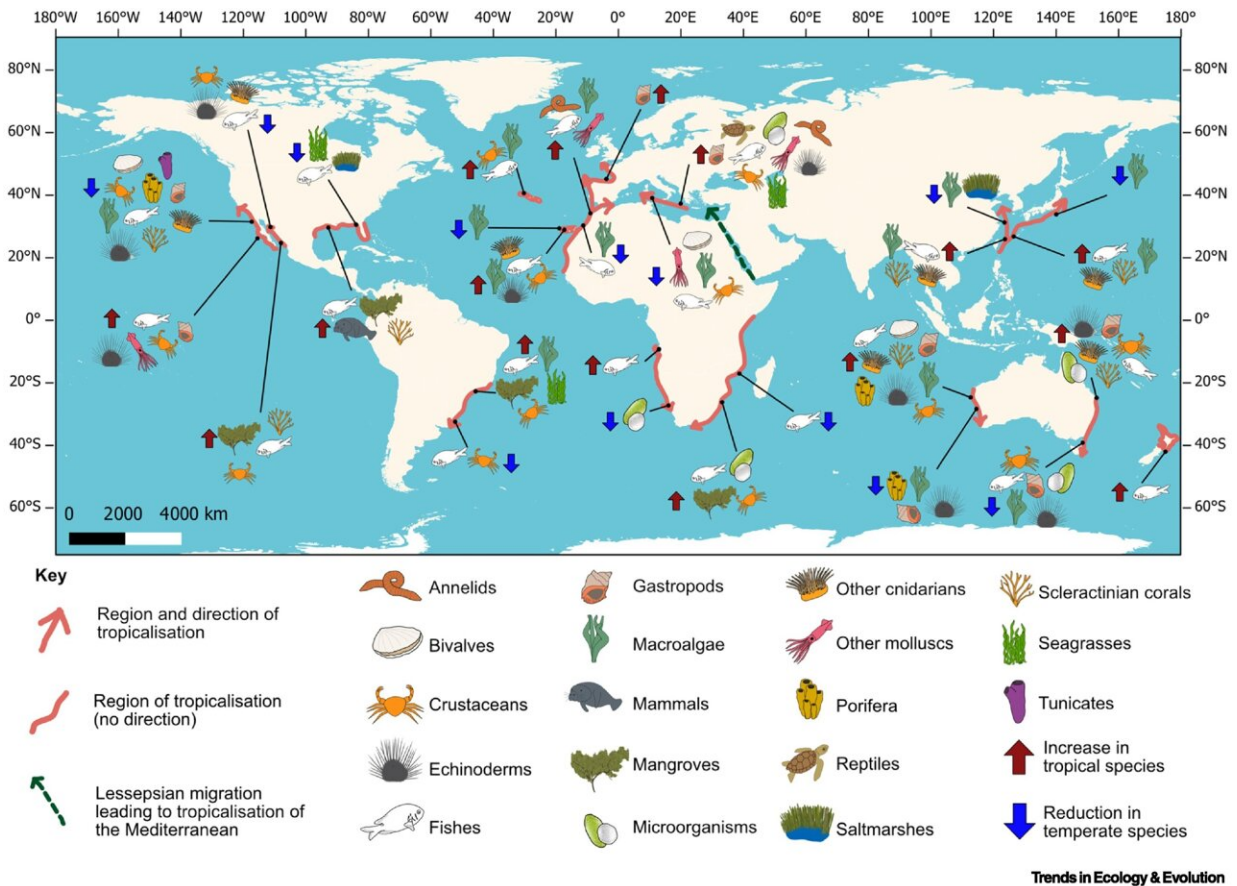 180°W 160°W 140°W 120°W 100°W 80°W 60°W 40°W 20°W 0° 20°E 40°E 60°E 80°E 100°E 120°E 140°E 160°E 180°
80°N 80°N
60°N 60°N
40°N 40°N
20°N 20°N
0° 0°
20°S 20°S
40°S 40°S
60°S 60°S
0 2000 4000 km
Key
Region and direction of
tropicalisation
Region of tropicalisation
(no direction)
Lessepsian migration
leading to tropicalisation of
the Mediterranean
Annelids
Bivalves
Crustaceans
Echinoderms
Fishes
Gastropods
Macroalgae
Mammals
Mangroves
Microorganisms
Other cnidarians
Other molluscs
Porifera
Reptiles
Saltmarshes
Scleractinian corals
Seagrasses
Tunicates
Increase in
tropical species
Reduction in
temperate species
Trends in Ecology & Evolution